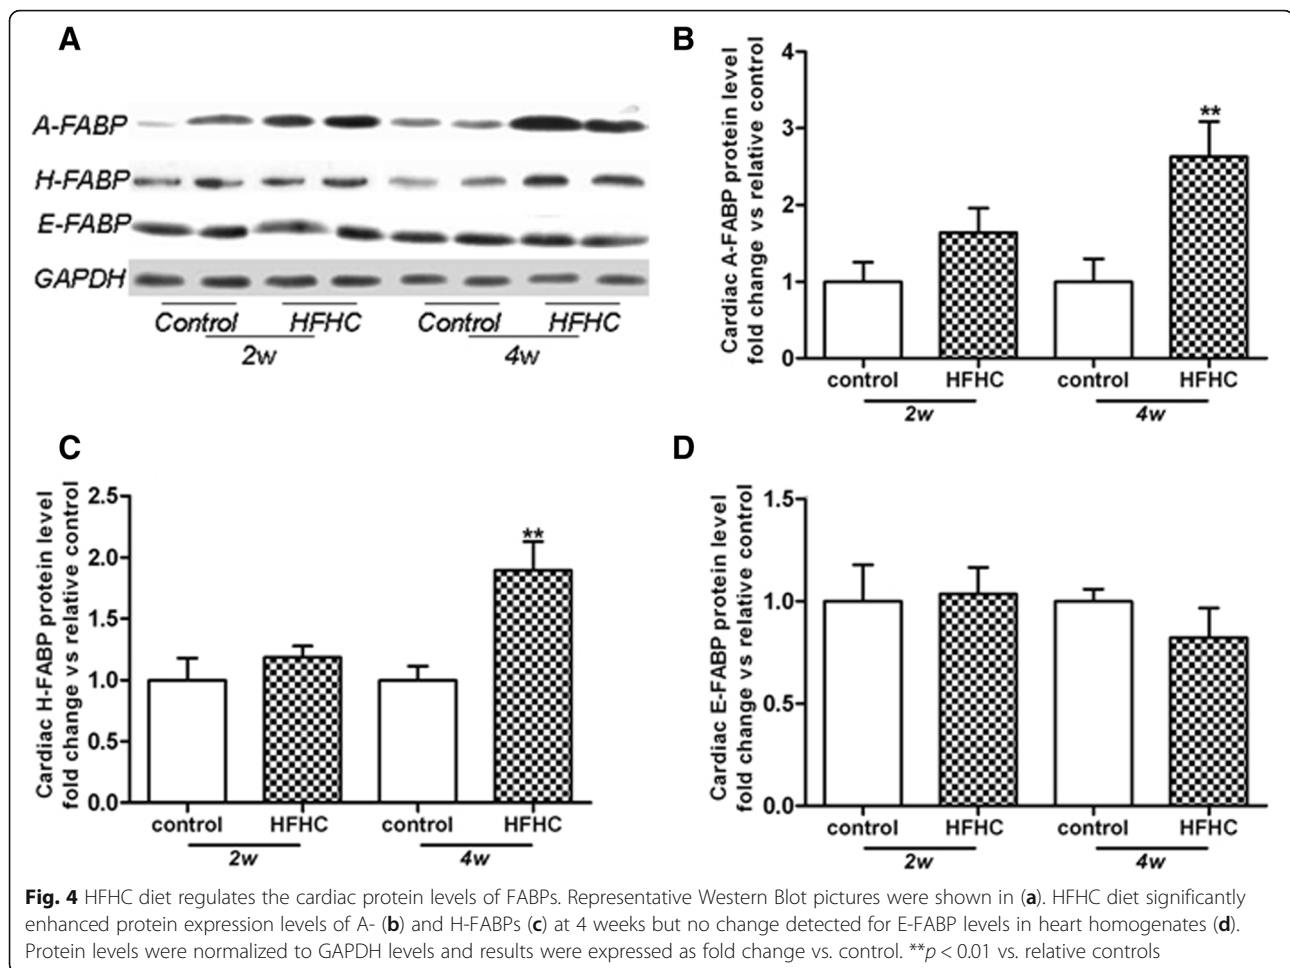 A
A-FABP
H-FABP
E-FABP
GAPDH
Control HFHC Control HFHC
2w 4w
B
Cardiac A-FABP protein level
fold change vs relative control
4
3
2
1
0
**
control HFHC control HFHC
2w 4w
C
Cardiac H-FABP protein level
fold change vs relative control
2.5
2.0
1.5
1.0
0.5
0.0
**
control HFHC control HFHC
2w 4w
D
Cardiac E-FABP protein level
fold change vs relative control
1.5
1.0
0.5
0.0
control HFHC control HFHC
2w 4w
Fig. 4 HFHC diet regulates the cardiac protein levels of FABPs. Representative Western Blot pictures were shown in (a). HFHC diet significantly
enhanced protein expression levels of A- (b) and H-FABPs (c) at 4 weeks but no change detected for E-FABP levels in heart homogenates (d).
Protein levels were normalized to GAPDH levels and results were expressed as fold change vs. control. **p < 0.01 vs. relative controls